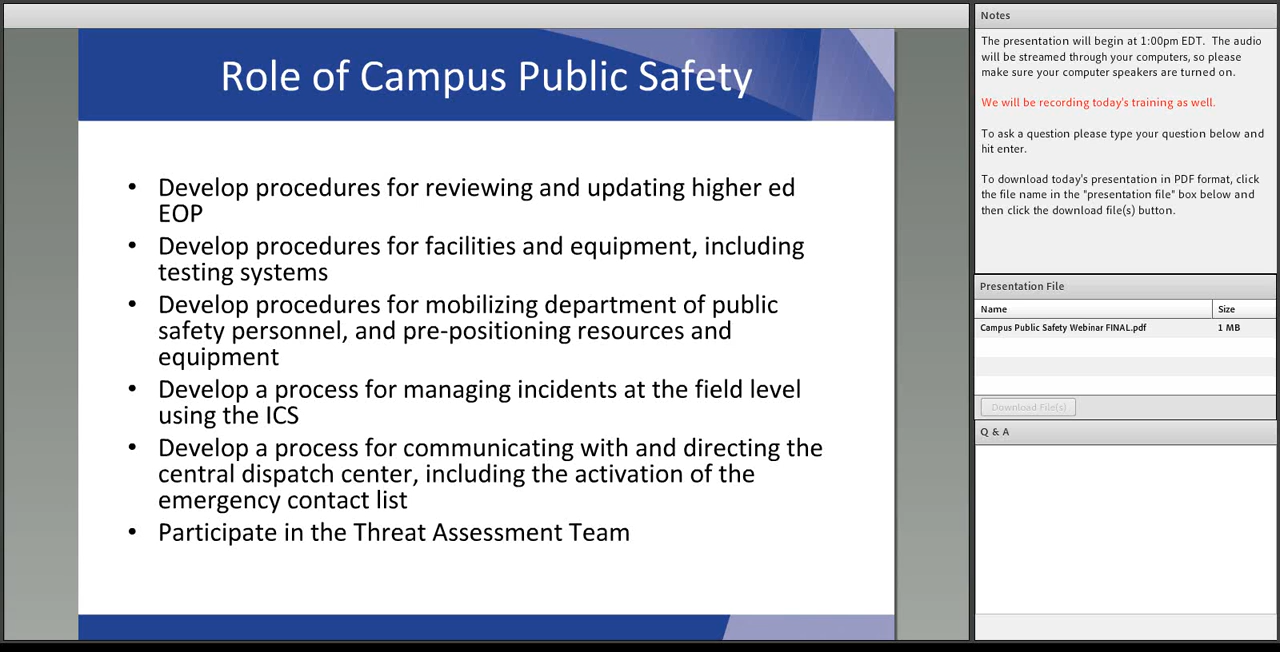 Role of Campus Public Safety
• Develop procedures for reviewing and updating higher ed
EOP
• Develop procedures for facilities and equipment, including
testing systems
• Develop procedures for mobilizing department of public
safety personnel, and pre-positioning resources and
equipment
• Develop a process for managing incidents at the field level
using the ICS
• Develop a process for communicating with and directing the
central dispatch center, including the activation of the
emergency contact list
• Participate in the Threat Assessment Team
Notes
The presentation will begin at 1:00pm EDT.  The audio
will be streamed through your computers, so please
make sure your computer speakers are turned on.
We will be recording today's training as well.
To ask a question please type your question below and
hit enter.
To download today's presentation in PDF format, click
the file name in the "presentation file" box below and
then click the download file(s) button.
Presentation File
Name Size
Campus Public Safety Webinar FINAL.pdf 1 MB
Download File(s)
Q & A